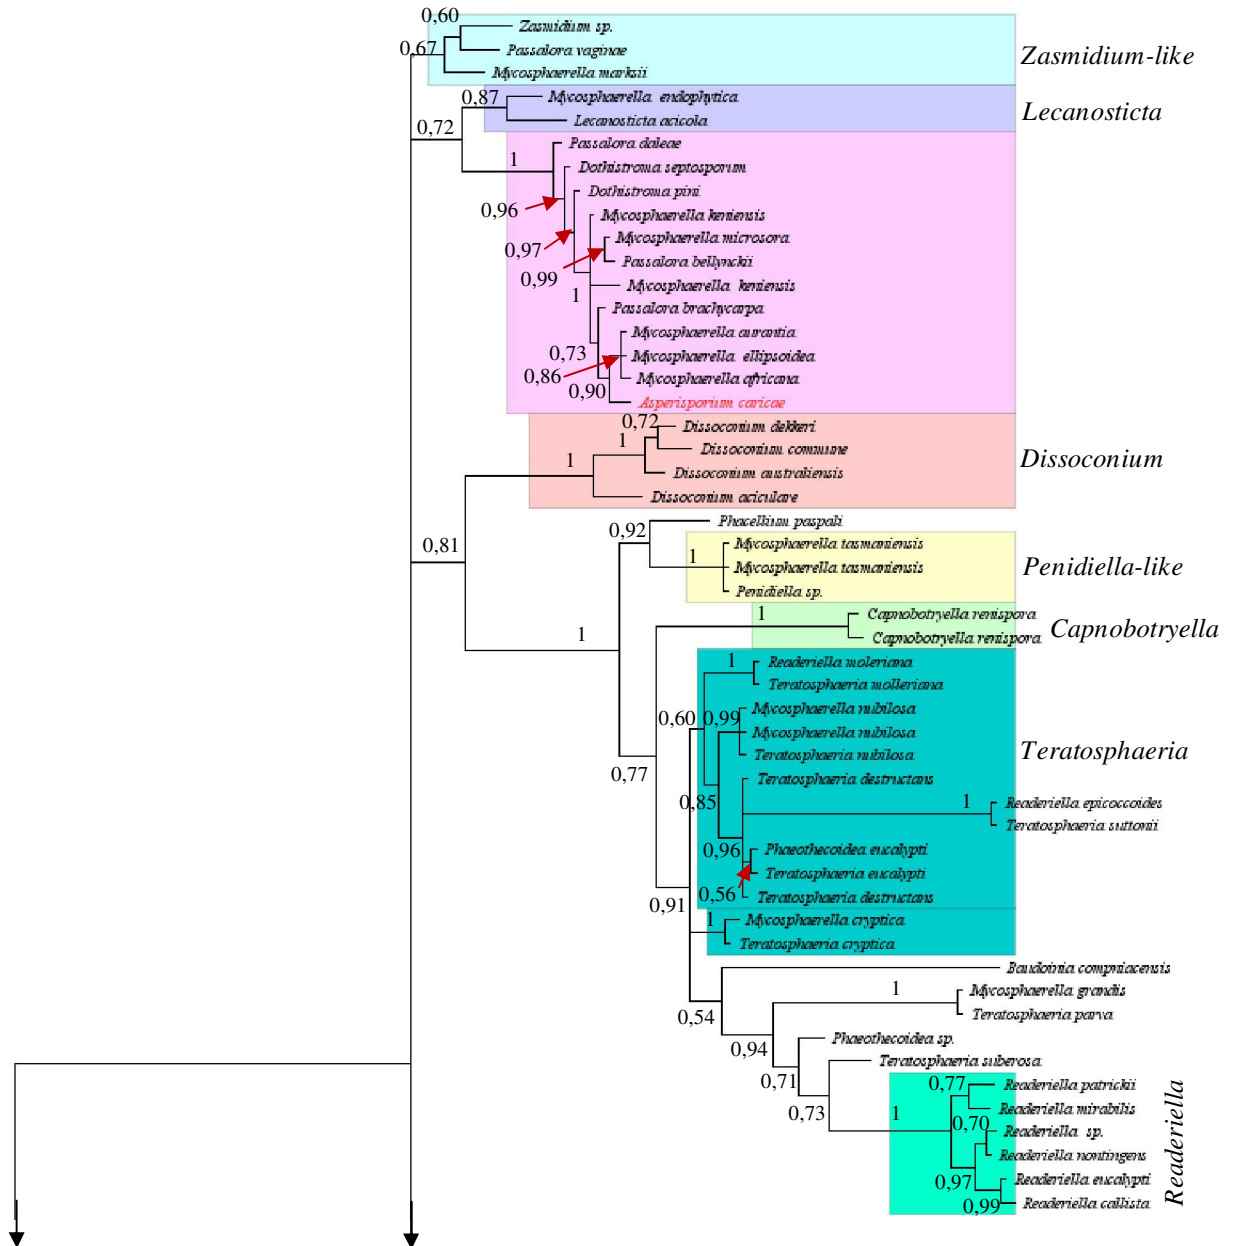 0,60
Zasmidium sp.
0,67
Passalora vaginae
Zasmidium-like
Mycosphaerella marksii
0,87
Mycosphaerella endophytica
Lecanosticta
Lecanosticta acicola
0,72
Passalora daleae
1
Dothistroma septosporum
Dothistroma pini
0,96
Mycosphaerella keniensis
Mycosphaerella microsora
0,97
Passalora bellynckii
0,99
Mycosphaerella keniensis
1
Passalora brachycarpa
Mycosphaerella aurantia
0,73
Mycosphaerella ellipsoidea
0,86
Mycosphaerella africana
0,90
Asperisporium caricae
0,72
Dissoconium dekkeri
1
Dissoconium commune
1
Dissoconium
Dissoconium australiensis
Dissoconium aciculare
Phacellium paspali
0,92
0,81
Mycosphaerella tasmaniensis
1
Mycosphaerella tasmaniensis
Penidiella-like
Penidiella sp.
1
Capnobotryella renispora
1
Capnobotryella renispora
Capnobotryella
1
Readeriella moleriana
Teratosphaeria molleriana
Mycosphaerella nubilosa
0,60
0,99
Mycosphaerella nubilosa
Teratosphaeria nubilosa
Teratosphaeria
0,77
Teratosphaeria destructans
0,85
1
Readeriella epicoccoides
Teratosphaeria suttonii
0,96
Phaeothecoidea eucalypti
Teratosphaeria eucalypti
0,56
Teratosphaeria destructans
0,91
1
Mycosphaerella cryptica
Teratosphaeria cryptica
Baudoinia compniacensis
1
Mycosphaerella grandis
Teratosphaeria parva
0,54
Phaeothecoidea sp.
0,94
Teratosphaeria suberosa
0,71
0,77
Readeriella patrickii
0,73
1
Readeriella mirabilis
0,70
Readeriella sp.
Readeriella nontingens
Readeriella
0,97
Readeriella eucalypti
0,99
Readeriella callista